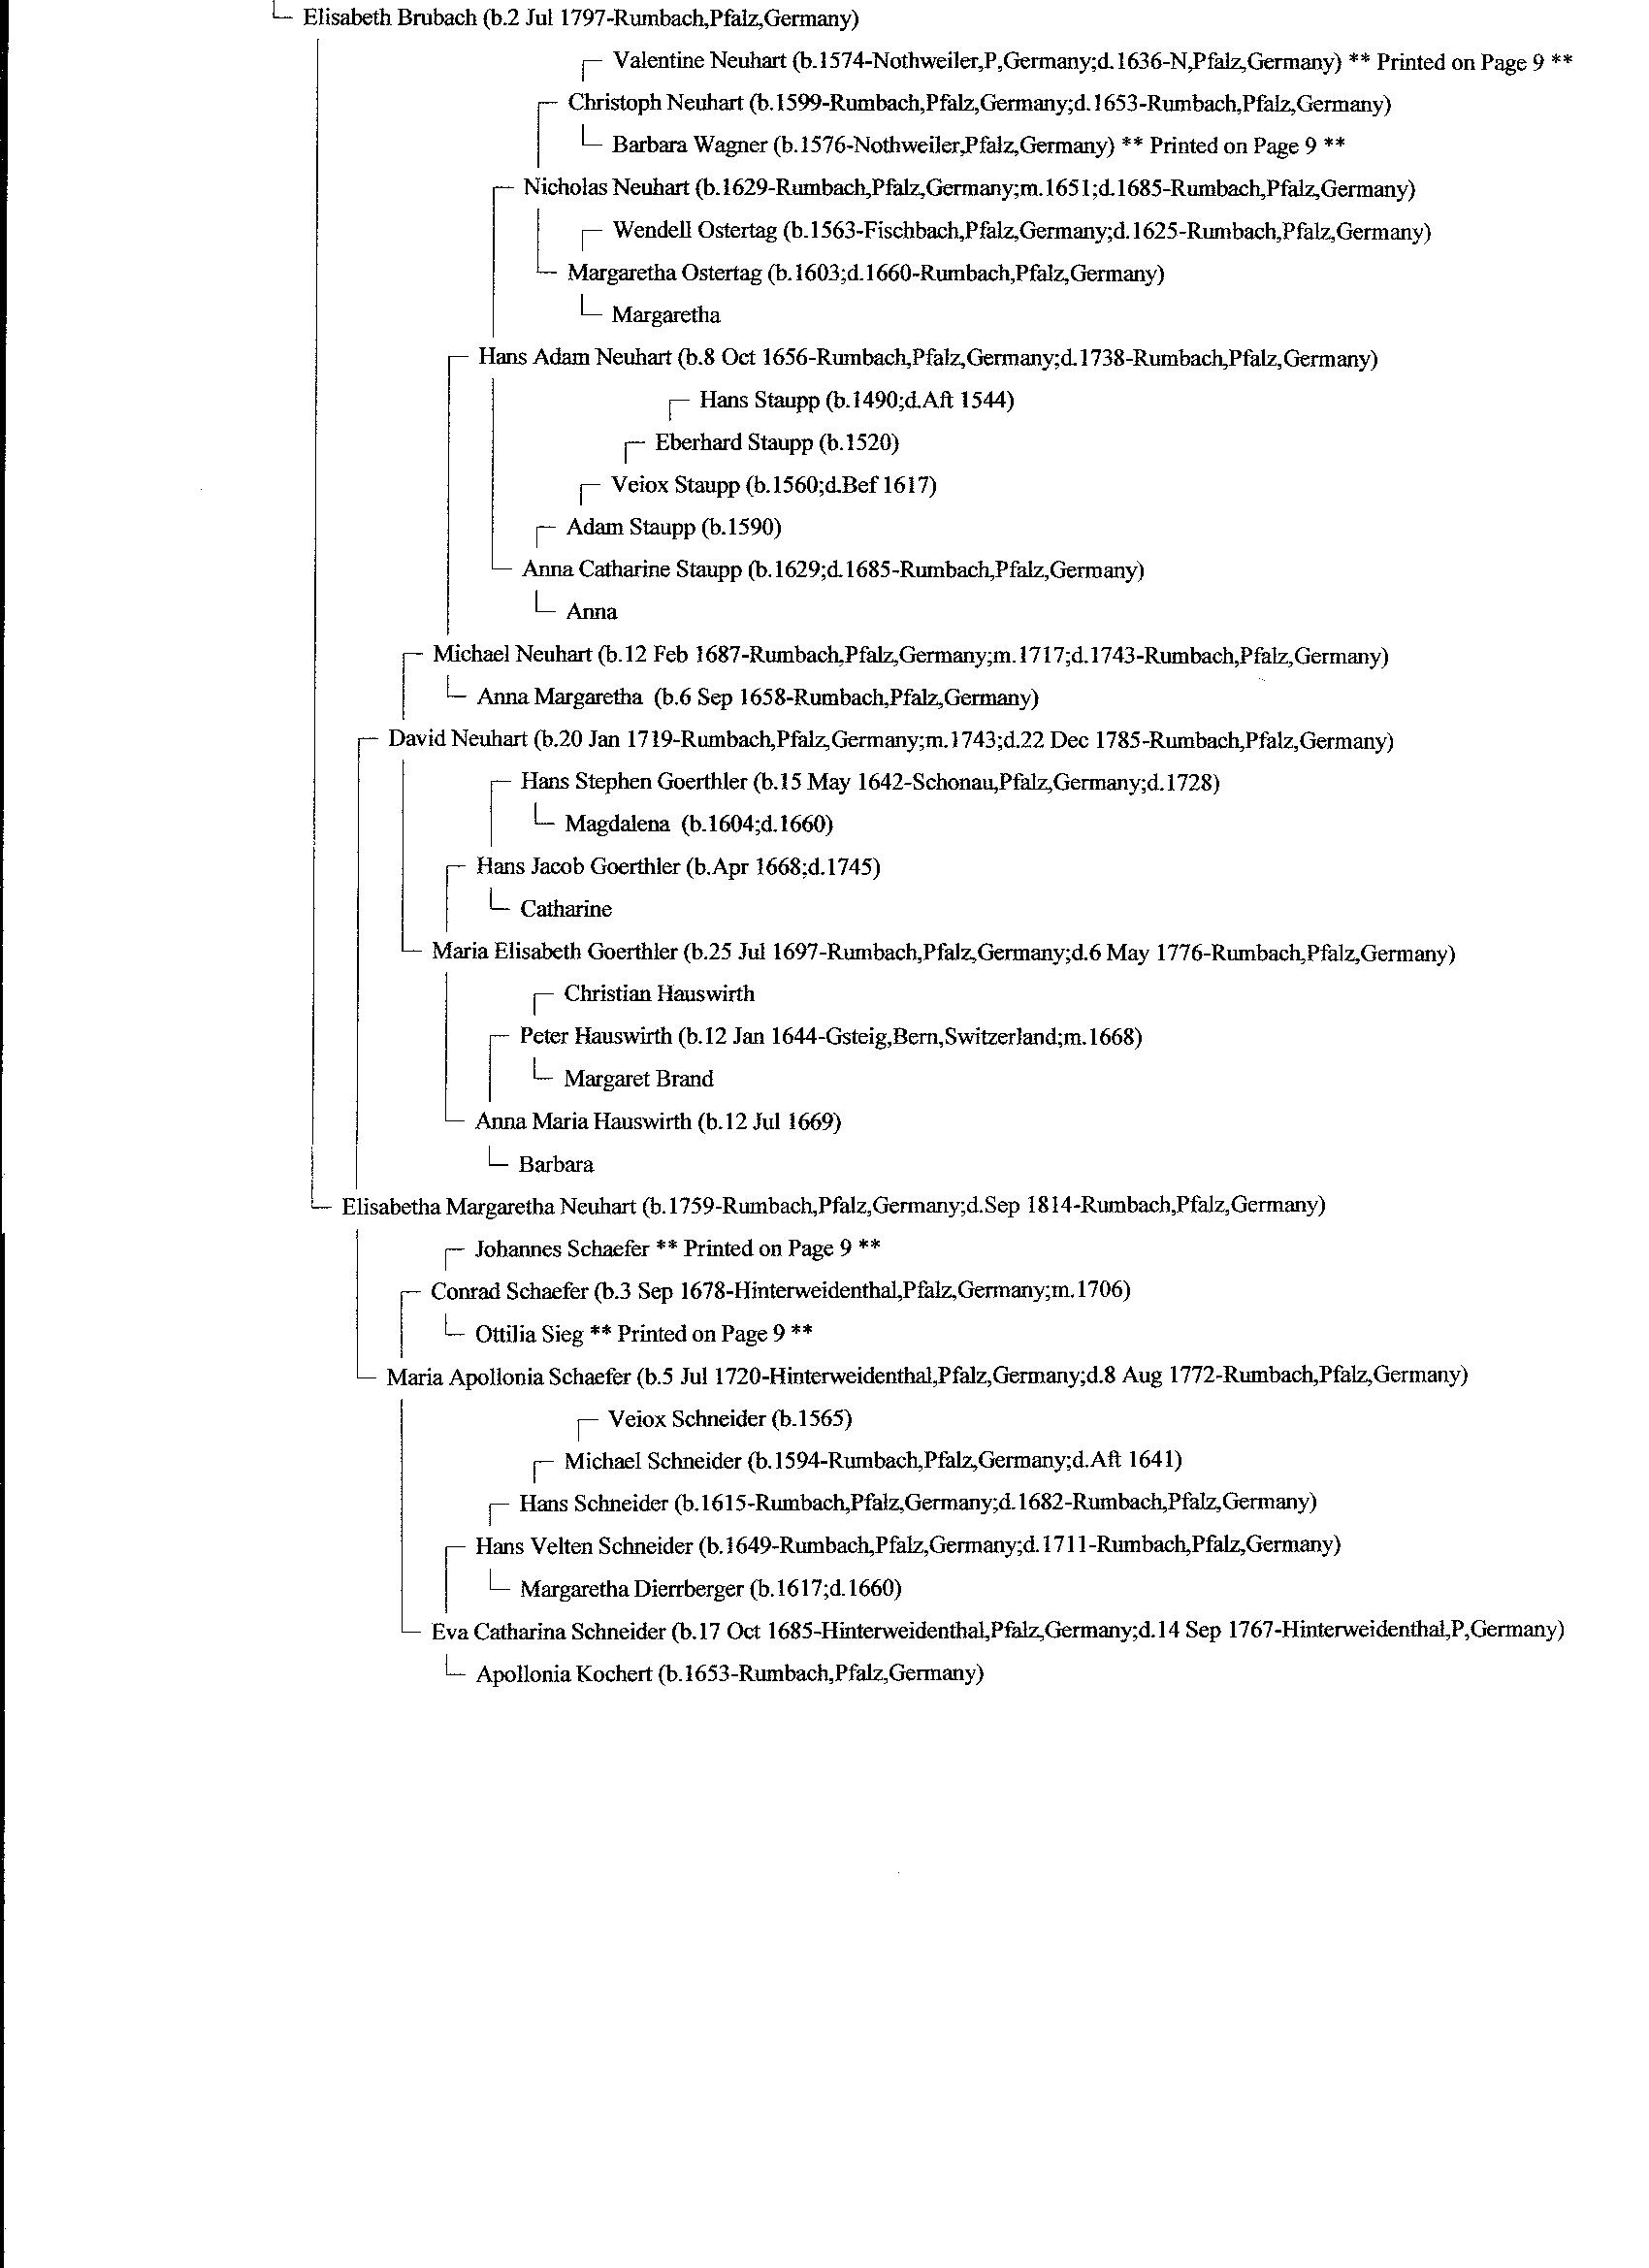 Elisabeth Brubach (b.2 Jul 1797-Rumbach,Pfalz,Germany)
Valentine Neuhart (b.1574-Nothweiler,P,Germany;d.1636-N,Pfalz,Germany) ** Printed on Page 9 **
Christoph Neuhart (b.1599-Rumbach,Pfalz,Germany;d.1653-Rumbach,Pfalz,Germany)
Barbara Wagner (b.1576-Nothweiler,Pfalz,Germany) ** Printed on Page 9 **
Nicholas Neuhart (b.1629-Rumbach,Pfalz,Germany;m.1651;d.1685-Rumbach,Pfalz,Germany)
Wendell Ostertag (b.1563-Fischbach,Pfalz,Germany;d.1625-Rumbach,Pfalz,Germany)
Margaretha Ostertag (b.1603;d.1660-Rumbach,Pfalz,Germany)
Margaretha
Hans Adam Neuhart (b.8 Oct 1656-Rumbach,Pfalz,Germany;d.1738-Rumbach,Pfalz,Germany)
Hans Staupp (b.1490;d.Aft 1544)
Eberhard Staupp (b.1520)
Veiox Staupp (b.1560;d.Bef 1617)
Adam Staupp (b.1590)
Anna Catharine Staupp (b.1629;d.1685-Rumbach,Pfalz,Germany)
Anna
Michael Neuhart (b.12 Feb 1687-Rumbach,Pfalz,Germany;m.1717;d.1743-Rumbach,Pfalz,Germany)
Anna Margaretha (b.6 Sep 1658-Rumbach,Pfalz,Germany)
David Neuhart (b.20 Jan 1719-Rumbach,Pfalz,Germany;m.1743;d.22 Dec 1785-Rumbach,Pfalz,Germany)
Hans Stephen Goerthler (b.15 May 1642-Schonau,Pfalz,Germany;d.1728)
Magdalena (b.1604;d.1660)
Hans Jacob Goerthler (b.Apr 1668;d.1745)
Catharine
Maria Elisabeth Goerthler (b.25 Jul 1697-Rumbach,Pfalz,Germany;d.6 May 1776-Rumbach,Pfalz,Germany)
Christian Hauswirth
Peter Hauswirth (b.12 Jan 1644-Gsteig,Bern,Switzerland;m.1668)
Margaret Brand
Anna Maria Hauswirth (b.12 Jul 1669)
Barbara
Elisabetha Margaretha Neuhart (b.1759-Rumbach,Pfalz,Germany;d.Sep 1814-Rumbach,Pfalz,Germany)
Johannes Schaefer ** Printed on Page 9 **
Conrad Schaefer (b.3 Sep 1678-Hinterweidenthal,Pfalz,Germany;m.1706)
Ottilia Sieg ** Printed on Page 9 **
Maria Apollonia Schaefer (b.5 Jul 1720-Hinterweidenthal,Pfalz,Germany;d.8 Aug 1772-Rumbach,Pfalz,Germany)
Veiox Schneider (b.1565)
Michael Schneider (b.1594-Rumbach,Pfalz,Germany;d.Aft 1641)
Hans Schneider (b.1615-Rumbach,Pfalz,Germany;d.1682-Rumbach,Pfalz,Germany)
Hans Velten Schneider (b.1649-Rumbach,Pfalz,Germany;d.1711-Rumbach,Pfalz,Germany)
Margaretha Dierrberger (b.1617;d.1660)
Eva Catharina Schneider (b.17 Oct 1685-Hinterweidenthal,Pfalz,Germany;d.14 Sep 1767-Hinterweidenthal,P,Germany)
Apollonia Kochert (b.1653-Rumbach,Pfalz,Germany)